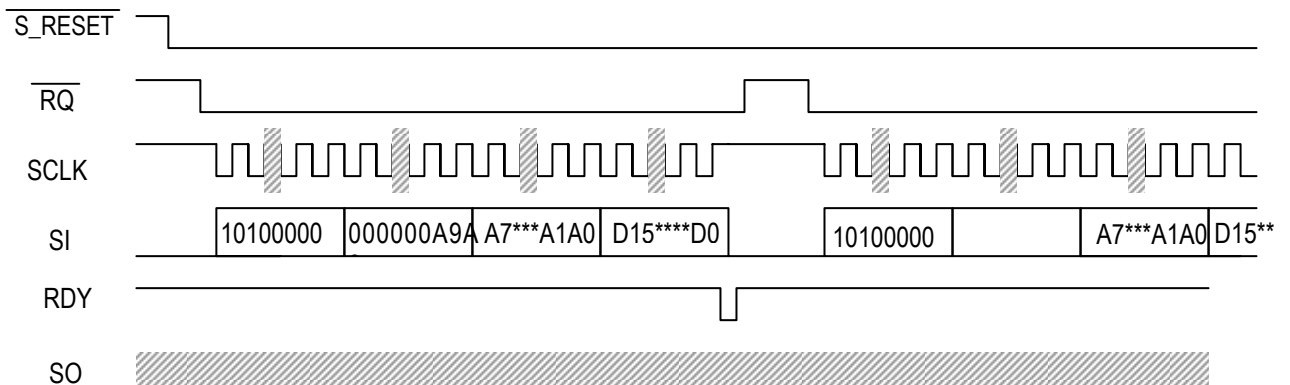 S_RESET
RQ
SCLK
SI 10100000 000000A9A A7***A1A0 D15****D0 10100000 A7***A1A0 D15**
RDY
SO